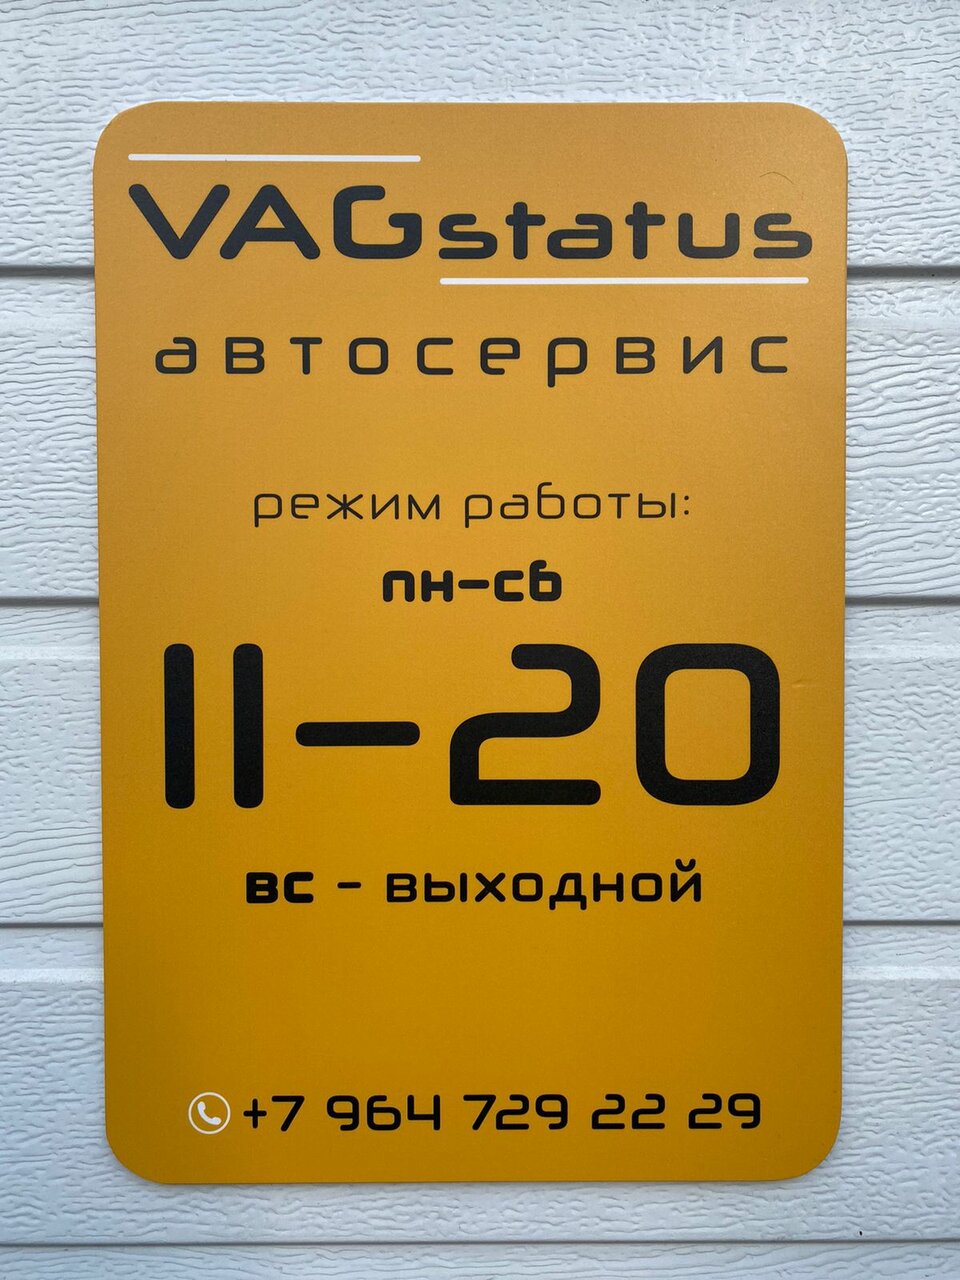 VAGstatus
автосервис
режим работы:
пн-сб
11-20
вс - выходной
+7 964 729 22 29